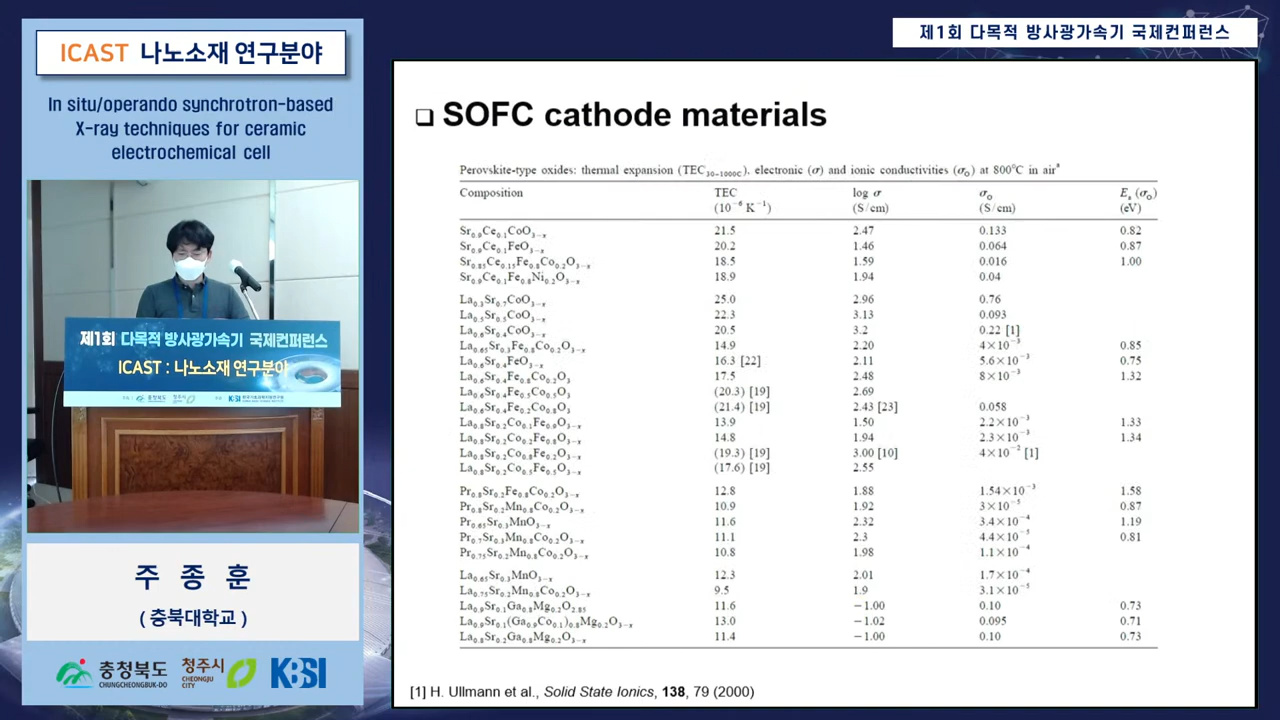 ICAST 나노소재 연구분야
In situ/operando synchrotron-based
X-ray techniques for ceramic
electrochemical cell
제1회 다목적 방사광가속기 국제컨퍼런스
ICAST : 나노소재 연구분야
충청북도
청주시
KBSI
주 종 훈
( 충북대학교 )
충청북도
CHUNGCHEONGBUK-DO
청주시
CHEONGJU
CITY
KBSI
제1회 다목적 방사광가속기 국제컨퍼런스
❑ SOFC cathode materials
Perovskite-type oxides: thermal expansion (TEC₃₀₋₁₀₀₀C), electronic (σ) and ionic conductivities (σO) at 800°C in airᵃ
Composition TEC log σ σO Eₐ (σO)
(10⁻⁶ K⁻¹) (S/cm) (S/cm) (eV)
Sr0.9Ce0.1CoO3−x 21.5 2.47 0.133 0.82
Sr0.9Ce0.1FeO3−x 20.2 1.46 0.064 0.87
Sr0.85Ce0.15Fe0.8Co0.2O3−x 18.5 1.59 0.016 1.00
Sr0.9Ce0.1Fe0.8Ni0.2O3−x 18.9 1.94 0.04
La0.3Sr0.7CoO3−x 25.0 2.96 0.76
La0.5Sr0.5CoO3−x 22.3 3.13 0.093
La0.6Sr0.4CoO3−x 20.5 3.2 0.22 [1]
La0.65Sr0.3Fe0.8Co0.2O3−x 14.9 2.20 4×10⁻³ 0.85
La0.6Sr0.4FeO3−x 16.3 [22] 2.11 5.6×10⁻³ 0.75
La0.6Sr0.4Fe0.8Co0.2O3 17.5 2.48 8×10⁻³ 1.32
La0.6Sr0.4Fe0.5Co0.5O3 (20.3) [19] 2.69
La0.6Sr0.4Fe0.2Co0.8O3 (21.4) [19] 2.43 [23] 0.058
La0.8Sr0.2Co0.1Fe0.9O3−x 13.9 1.50 2.2×10⁻³ 1.33
La0.8Sr0.2Co0.2Fe0.8O3−x 14.8 1.94 2.3×10⁻³ 1.34
La0.8Sr0.2Co0.8Fe0.2O3−x (19.3) [19] 3.00 [10] 4×10⁻² [1]
La0.8Sr0.2Co0.5Fe0.5O3−x (17.6) [19] 2.55
Pr0.8Sr0.2Fe0.8Co0.2O3−x 12.8 1.88 1.54×10⁻³ 1.58
Pr0.8Sr0.2Mn0.8Co0.2O3−x 10.9 1.92 3×10⁻⁵ 0.87
Pr0.65Sr0.3MnO3−x 11.6 2.32 3.4×10⁻⁴ 1.19
Pr0.7Sr0.3Mn0.8Co0.2O3−x 11.1 2.3 4.4×10⁻⁵ 0.81
Pr0.75Sr0.2Mn0.8Co0.2O3−x 10.8 1.98 1.1×10⁻⁴
La0.65Sr0.3MnO3−x 12.3 2.01 1.7×10⁻⁴
La0.75Sr0.2Mn0.8Co0.2O3−x 9.5 1.9 3.1×10⁻⁵
La0.9Sr0.1Ga0.8Mg0.2O2.85 11.6 −1.00 0.10 0.73
La0.9Sr0.1(Ga0.9Co0.1)0.8Mg0.2O3−x 13.0 −1.02 0.095 0.71
La0.8Sr0.2Ga0.8Mg0.2O3−x 11.4 −1.00 0.10 0.73
[1] H. Ullmann et al., Solid State Ionics, 138, 79 (2000)